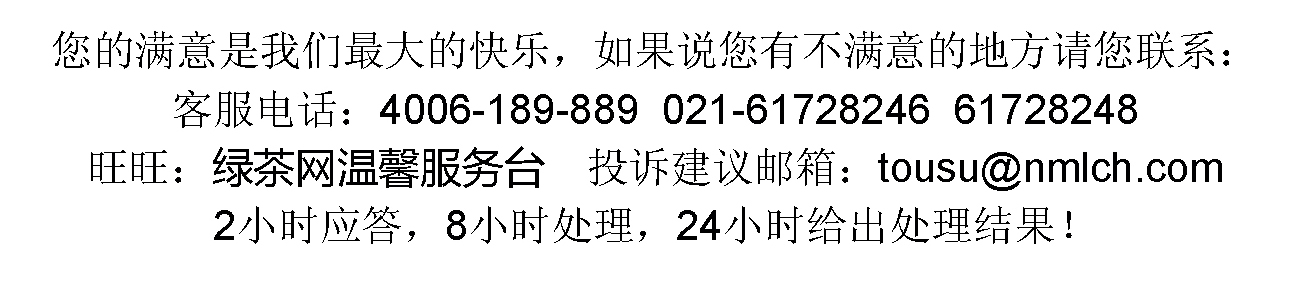 您的满意是我们最大的快乐，如果说您有不满意的地方请您联系：
客服电话：4006-189-889 021-61728246 61728248
旺旺：绿茶网温馨服务台 投诉建议邮箱：tousu@nmlch.com
2小时应答，8小时处理，24小时给出处理结果！